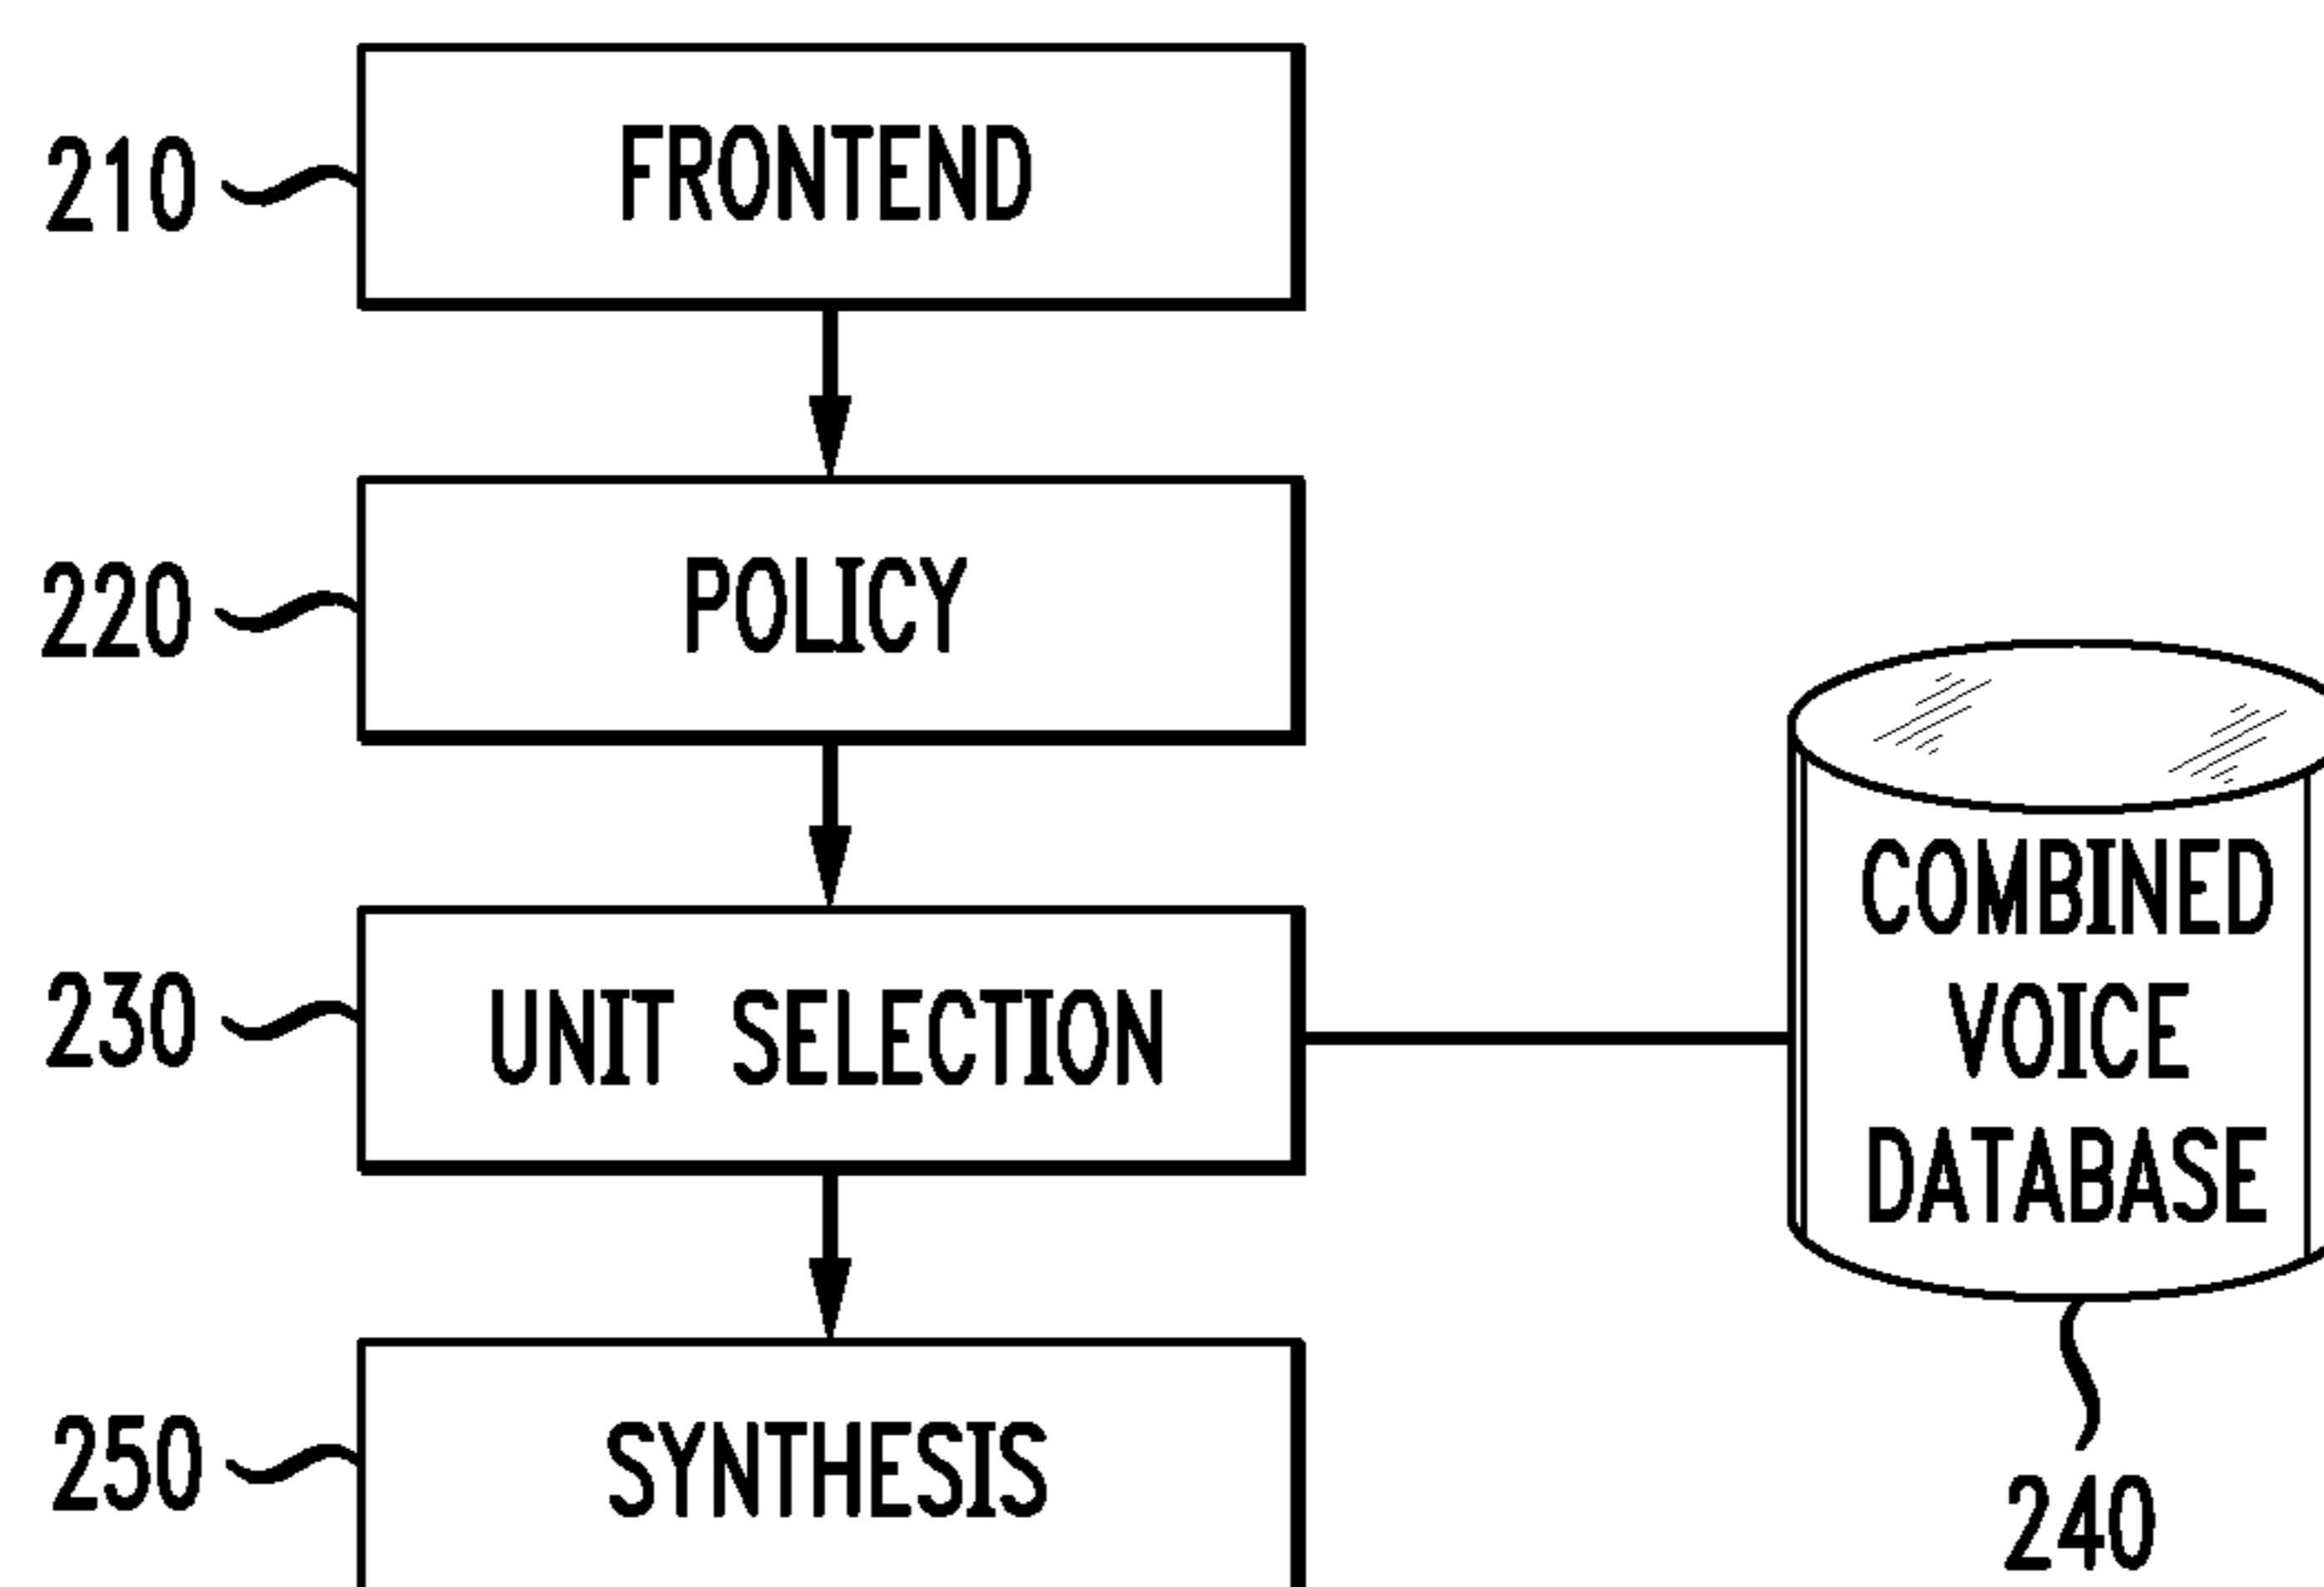 210
FRONTEND
220
POLICY
230
UNIT SELECTION
COMBINED
VOICE
DATABASE
250
SYNTHESIS
240